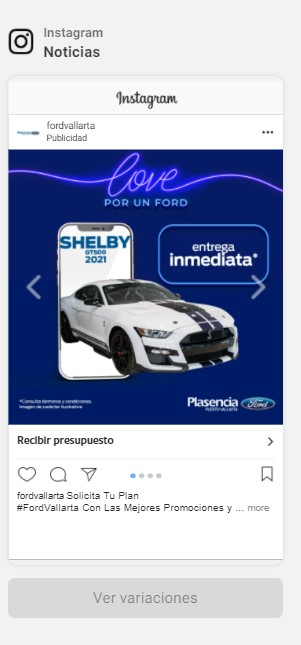 Instagram
Noticias
Instagram
fordvallarta
Publicidad
love
POR UN FORD
SHELBY
GT500
2021
entrega
inmediata*
*Consulta términos y condiciones.
Imagen de carácter ilustrativo
Plasencia
PUERTO VALLARTA
Ford
Recibir presupuesto
fordvallarta Solicita Tu Plan
#FordVallarta Con Las Mejores Promociones y ... more
Ver variaciones